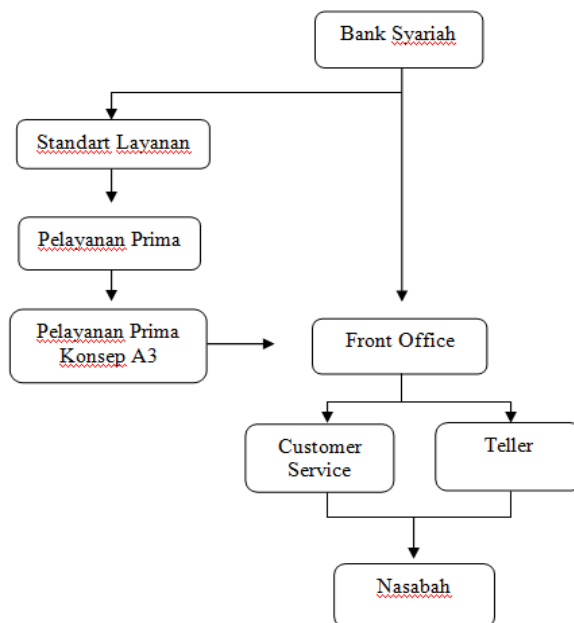 Bank Syariah
Standart Layanan
Pelayanan Prima
Pelayanan Prima
Konsep A3
Front Office
Customer
Service
Teller
Nasabah